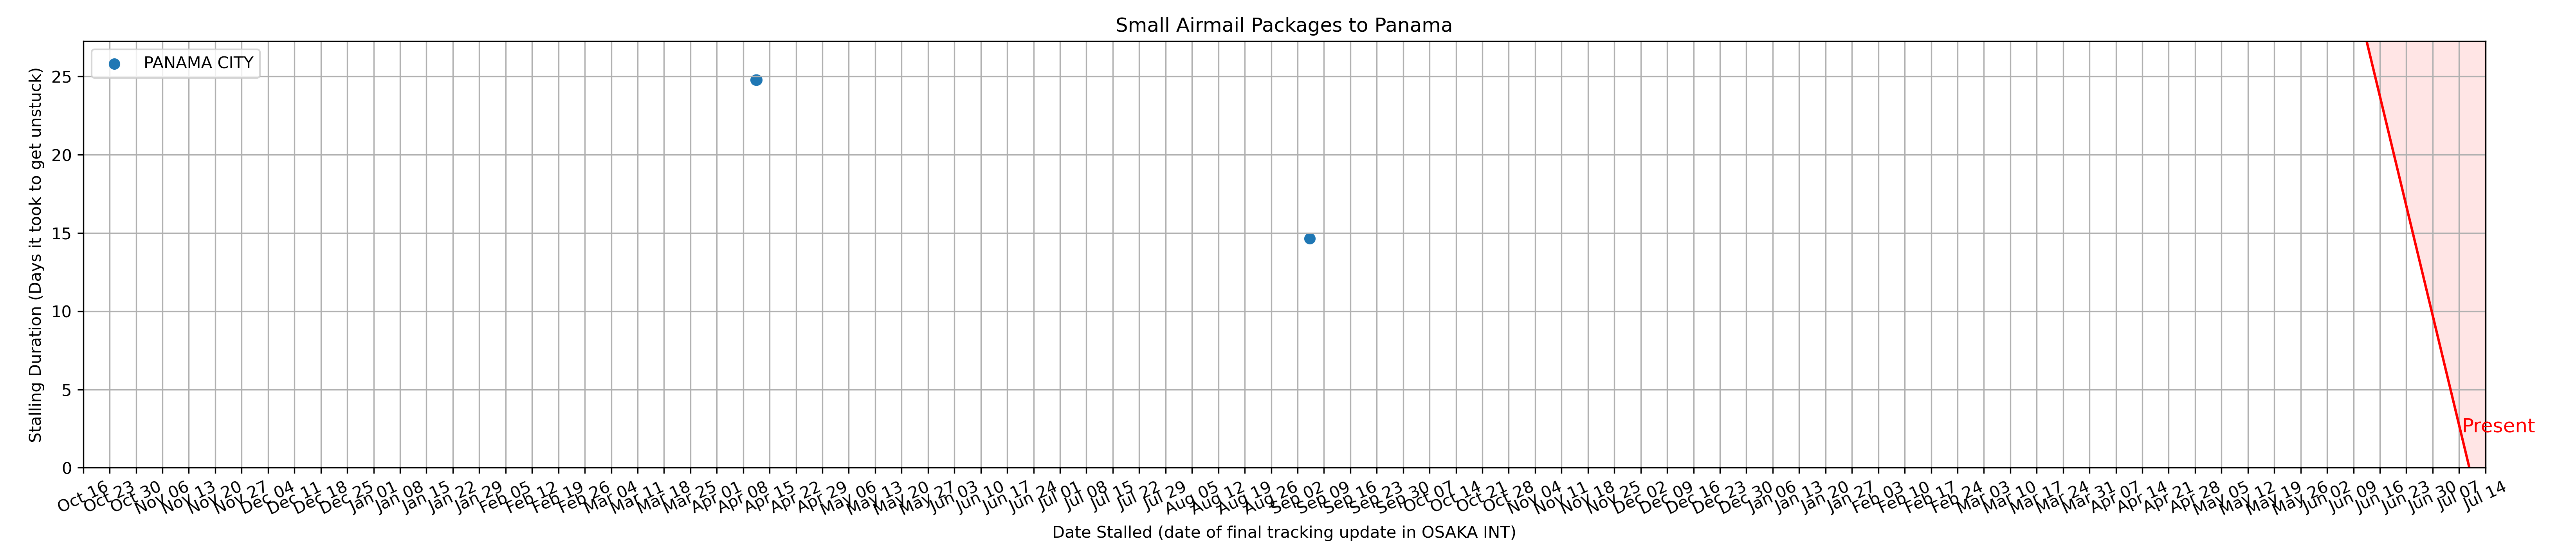 Small Airmail Packages to Panama
PANAMA CITY
Stalling Duration (Days it took to get unstuck)
25
20
15
10
5
0
Present
Oct 16 Oct 23 Oct 30 Nov 06 Nov 13 Nov 20 Nov 27 Dec 04 Dec 11 Dec 18 Dec 25 Jan 01 Jan 08 Jan 15 Jan 22 Jan 29 Feb 05 Feb 12 Feb 19 Feb 26 Mar 04 Mar 11 Mar 18 Mar 25 Apr 01 Apr 08 Apr 15 Apr 22 Apr 29 May 06 May 13 May 20 May 27 Jun 03 Jun 10 Jun 17 Jun 24 Jul 01 Jul 08 Jul 15 Jul 22 Jul 29 Aug 05 Aug 12 Aug 19 Aug 26 Sep 02 Sep 09 Sep 16 Sep 23 Sep 30 Oct 07 Oct 14 Oct 21 Oct 28 Nov 04 Nov 11 Nov 18 Nov 25 Dec 02 Dec 09 Dec 16 Dec 23 Dec 30 Jan 06 Jan 13 Jan 20 Jan 27 Feb 03 Feb 10 Feb 17 Feb 24 Mar 03 Mar 10 Mar 17 Mar 24 Mar 31 Apr 07 Apr 14 Apr 21 Apr 28 May 05 May 12 May 19 May 26 Jun 02 Jun 09 Jun 16 Jun 23 Jun 30 Jul 07 Jul 14
Date Stalled (date of final tracking update in OSAKA INT)